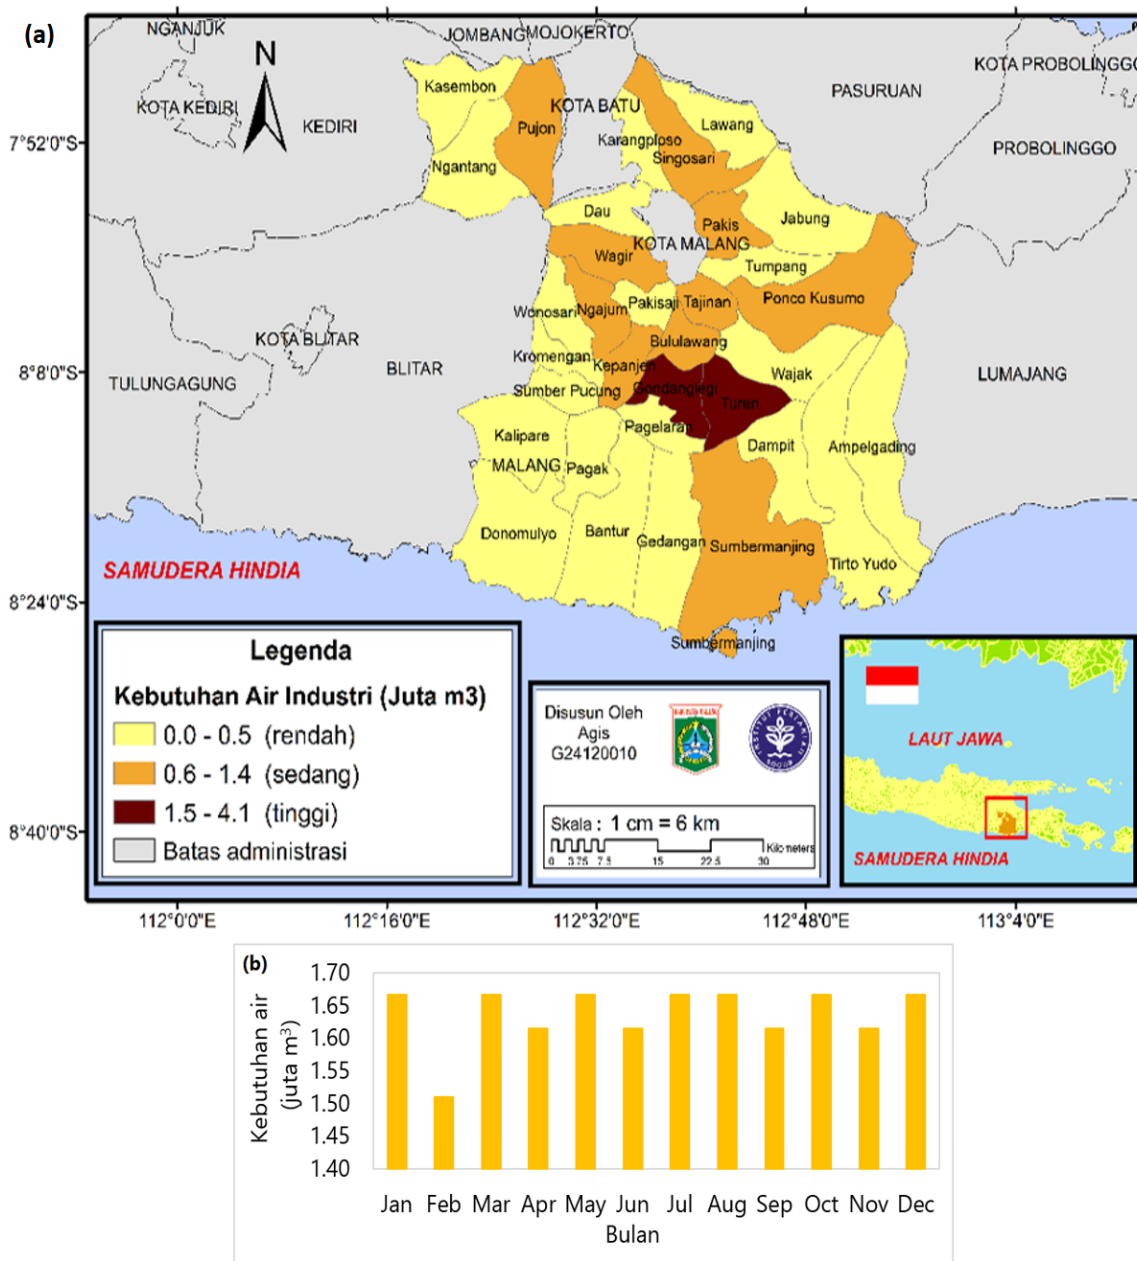 (a)
NGANJUK
JOMBANG
MOJOKERTO
N
KOTA PROBOLINGGO
KOTA KEDIRI
KEDIRI
Kasembon
Pujon
KOTA BATU
PASURUAN
Lawang
Karangploso
Singosari
PROBOLINGGO
Ngantang
Dau
Pakis
Jabung
KOTA MALANG
Wagir
Tumpang
Wonosari
Ngajum
Pakisaji
Tajinan
Ponco Kusumo
KOTA BLITAR
Bululawang
Kromengan
Kepanjen
BLITAR
TULUNGAGUNG
Wajak
LUMAJANG
Sumber Pucung
Gondanglegi
Turen
Kalipare
Pagelaran
Dampit
Ampelgading
MALANG
Pagak
Donomulyo
Bantur
Gedangan
Sumbermanjing
Tirto Yudo
SAMUDERA HINDIA
Sumbermanjing
7°52'0"S
8°8'0"S
8°24'0"S
8°40'0"S
Legenda
Kebutuhan Air Industri (Juta m3)
0.0 - 0.5 (rendah)
0.6 - 1.4 (sedang)
1.5 - 4.1 (tinggi)
Batas administrasi
Disusun Oleh
Agis
G24120010
INSTITUT PERTANIAN
BOGOR
Skala : 1 cm = 6 km
0 3.75 7.5 15 22.5 30
Kilometers
LAUT JAWA
SAMUDERA HINDIA
112°0'0"E 112°16'0"E 112°32'0"E 112°48'0"E 113°4'0"E
(b)
Kebutuhan air
(juta m³)
1.70
1.65
1.60
1.55
1.50
1.45
1.40
Jan Feb Mar Apr May Jun Jul Aug Sep Oct Nov Dec
Bulan